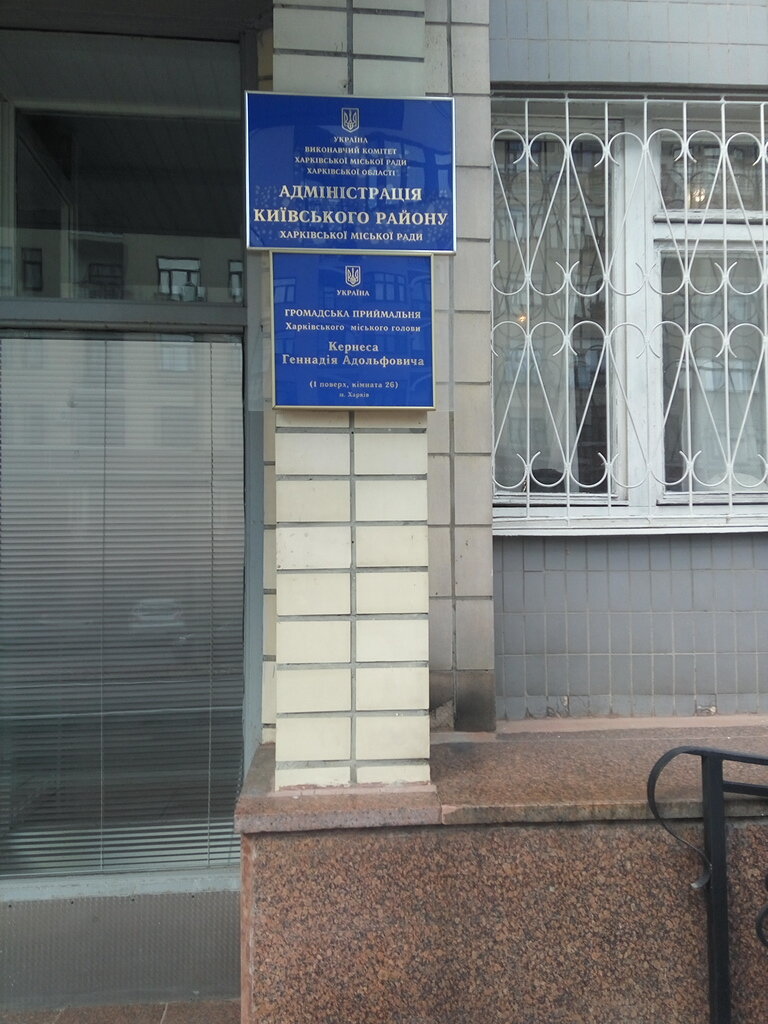 УКРАЇНА
ВИКОНАВЧИЙ КОМІТЕТ
ХАРКІВСЬКОЇ МІСЬКОЇ РАДИ
ХАРКІВСЬКОЇ ОБЛАСТІ
АДМІНІСТРАЦІЯ
КИЇВСЬКОГО РАЙОНУ
ХАРКІВСЬКОЇ МІСЬКОЇ РАДИ
УКРАЇНА
ГРОМАДСЬКА ПРИЙМАЛЬНЯ
Харківського міського голови
Кернеса
Геннадія Адольфовича
(І поверх, кімната 26)
м. Харків